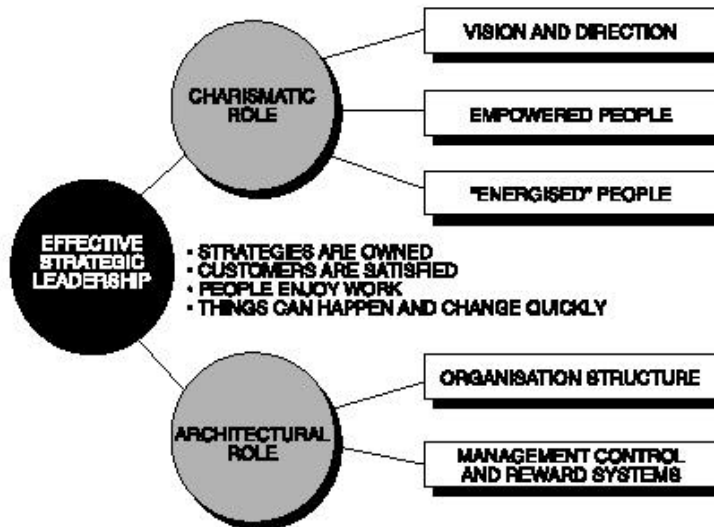 VISION AND DIRECTION
CHARISMATIC
ROLE
EMPOWERED PEOPLE
"ENERGISED" PEOPLE
EFFECTIVE
STRATEGIC
LEADERSHIP
• STRATEGIES ARE OWNED
• CUSTOMERS ARE SATISFIED
• PEOPLE ENJOY WORK
• THINGS CAN HAPPEN AND CHANGE QUICKLY
ORGANISATION STRUCTURE
ARCHITECTURAL
ROLE
MANAGEMENT CONTROL
AND REWARD SYSTEMS